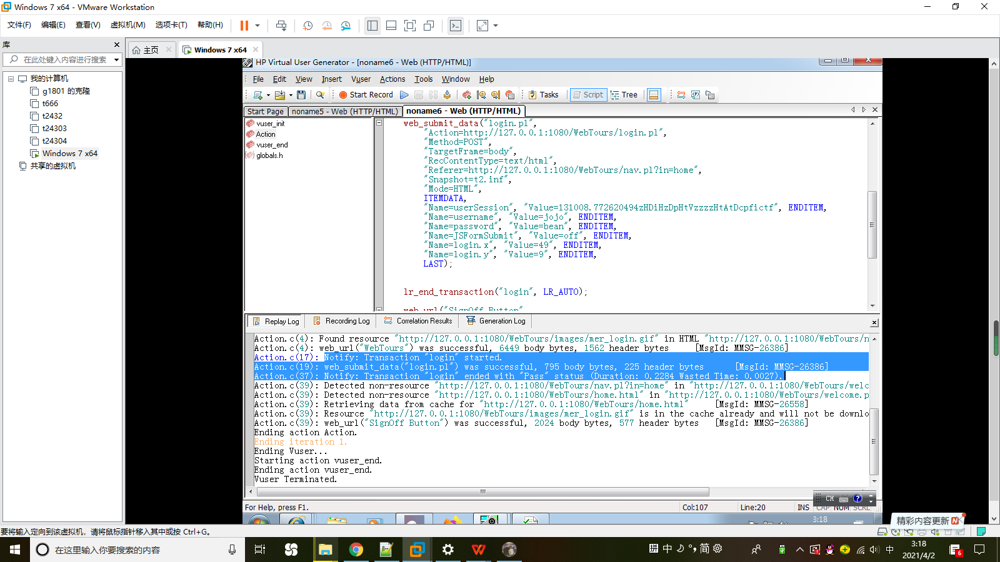 Windows 7 x64 - VMware Workstation
文件(F) 编辑(E) 查看(V) 虚拟机(M) 选项卡(T) 帮助(H)
库
在此处键入内容进行搜索
我的计算机
g1801 的克隆
t666
t2432
t24303
t24304
Windows 7 x64
共享的虚拟机
主页
Windows 7 x64
HP Virtual User Generator - [noname6 - Web (HTTP/HTML)]
File Edit View Insert Vuser Actions Tools Window Help
Start Record Tasks Script Tree
Start Page noname5 - Web (HTTP/HTML) noname6 - Web (HTTP/HTML)
vuser_init
Action
vuser_end
globals.h
web_submit_data("login.pl",
"Action=http://127.0.0.1:1080/WebTours/login.pl",
"Method=POST",
"TargetFrame=body",
"RecContentType=text/html",
"Referer=http://127.0.0.1:1080/WebTours/nav.pl?in=home",
"Snapshot=t2.inf",
"Mode=HTML",
ITEMDATA,
"Name=userSession", "Value=131008.772620494zHDiHzDpHtVzzzzHtAtDcpfictf", ENDITEM,
"Name=username", "Value=jojo", ENDITEM,
"Name=password", "Value=bean", ENDITEM,
"Name=JSFormSubmit", "Value=off", ENDITEM,
"Name=login.x", "Value=49", ENDITEM,
"Name=login.y", "Value=9", ENDITEM,
LAST);
lr_end_transaction("login", LR_AUTO);
web_url("SignOff Button",
Replay Log Recording Log Correlation Results Generation Log
Action.c(4): Found resource "http://127.0.0.1:1080/WebTours/images/mer_login.gif" in HTML "http://127.0.0.1:1080/WebTours/n
Action.c(4): web_url("WebTours") was successful, 6449 body bytes, 1562 header bytes [MsgId: MMSG-26386]
Action.c(17): Notify: Transaction "login" started.
Action.c(19): web_submit_data("login.pl") was successful, 795 body bytes, 225 header bytes [MsgId: MMSG-26386]
Action.c(37): Notify: Transaction "login" ended with "Pass" status (Duration: 0.2284 Wasted Time: 0.0027).
Action.c(39): Detected non-resource "http://127.0.0.1:1080/WebTours/nav.pl?in=home" in "http://127.0.0.1:1080/WebTours/welc
Action.c(39): Detected non-resource "http://127.0.0.1:1080/WebTours/home.html" in "http://127.0.0.1:1080/WebTours/welcome.p
Action.c(39): Retrieving data from cache for "http://127.0.0.1:1080/WebTours/home.html" [MsgId: MMSG-26558]
Action.c(39): Resource "http://127.0.0.1:1080/WebTours/images/mer_login.gif" is in the cache already and will not be downlo
Action.c(39): web_url("SignOff Button") was successful, 2024 body bytes, 577 header bytes [MsgId: MMSG-26386]
Ending action Action.
Ending iteration 1.
Ending Vuser...
Starting action vuser_end.
Ending action vuser_end.
Vuser Terminated.
CH
For Help, press F1. Col:107 Line:20 INS CAP NUM SCRL
3:18
精彩内容更新
要将输入定向到该虚拟机，请将鼠标指针移入其中或按 Ctrl+G。
在这里输入你要搜索的内容
拼 中 简 中
3:18
2021/4/2
6